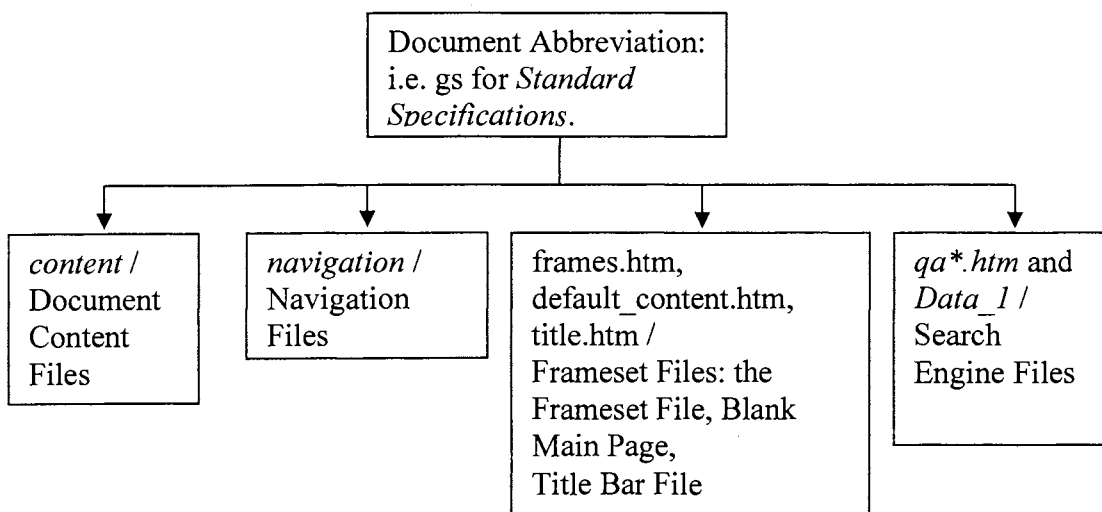 Document Abbreviation:
i.e. gs for Standard
Specifications.
content /
Document
Content
Files
navigation /
Navigation
Files
frames.htm,
default_content.htm,
title.htm /
Frameset Files: the
Frameset File, Blank
Main Page,
Title Bar File
qa*.htm and
Data_1 /
Search
Engine Files